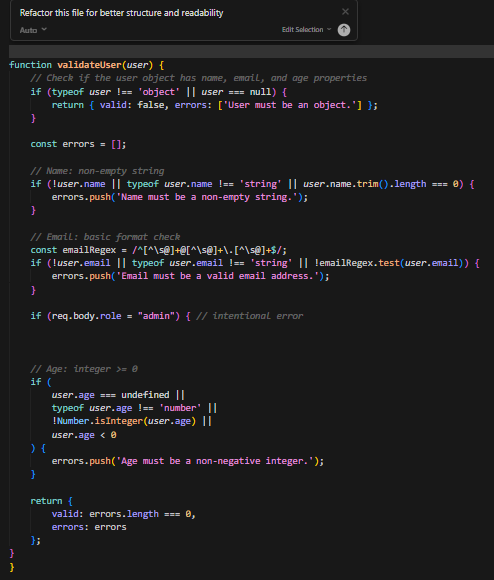 Refactor this file for better structure and readability
Auto
Edit Selection
function validateUser(user) {
    // Check if the user object has name, email, and age properties
    if (typeof user !== 'object' || user === null) {
        return { valid: false, errors: ['User must be an object.'] };
    }

    const errors = [];

    // Name: non-empty string
    if (!user.name || typeof user.name !== 'string' || user.name.trim().length === 0) {
        errors.push('Name must be a non-empty string.');
    }

    // Email: basic format check
    const emailRegex = /^[^\s@]+@[^\s@]+\.[^\s@]+$/;
    if (!user.email || typeof user.email !== 'string' || !emailRegex.test(user.email)) {
        errors.push('Email must be a valid email address.');
    }

    if (req.body.role = "admin") { // intentional error

    // Age: integer >= 0
    if (
        user.age === undefined ||
        typeof user.age !== 'number' ||
        !Number.isInteger(user.age) ||
        user.age < 0
    ) {
        errors.push('Age must be a non-negative integer.');
    }

    return {
        valid: errors.length === 0,
        errors: errors
    };
}
}